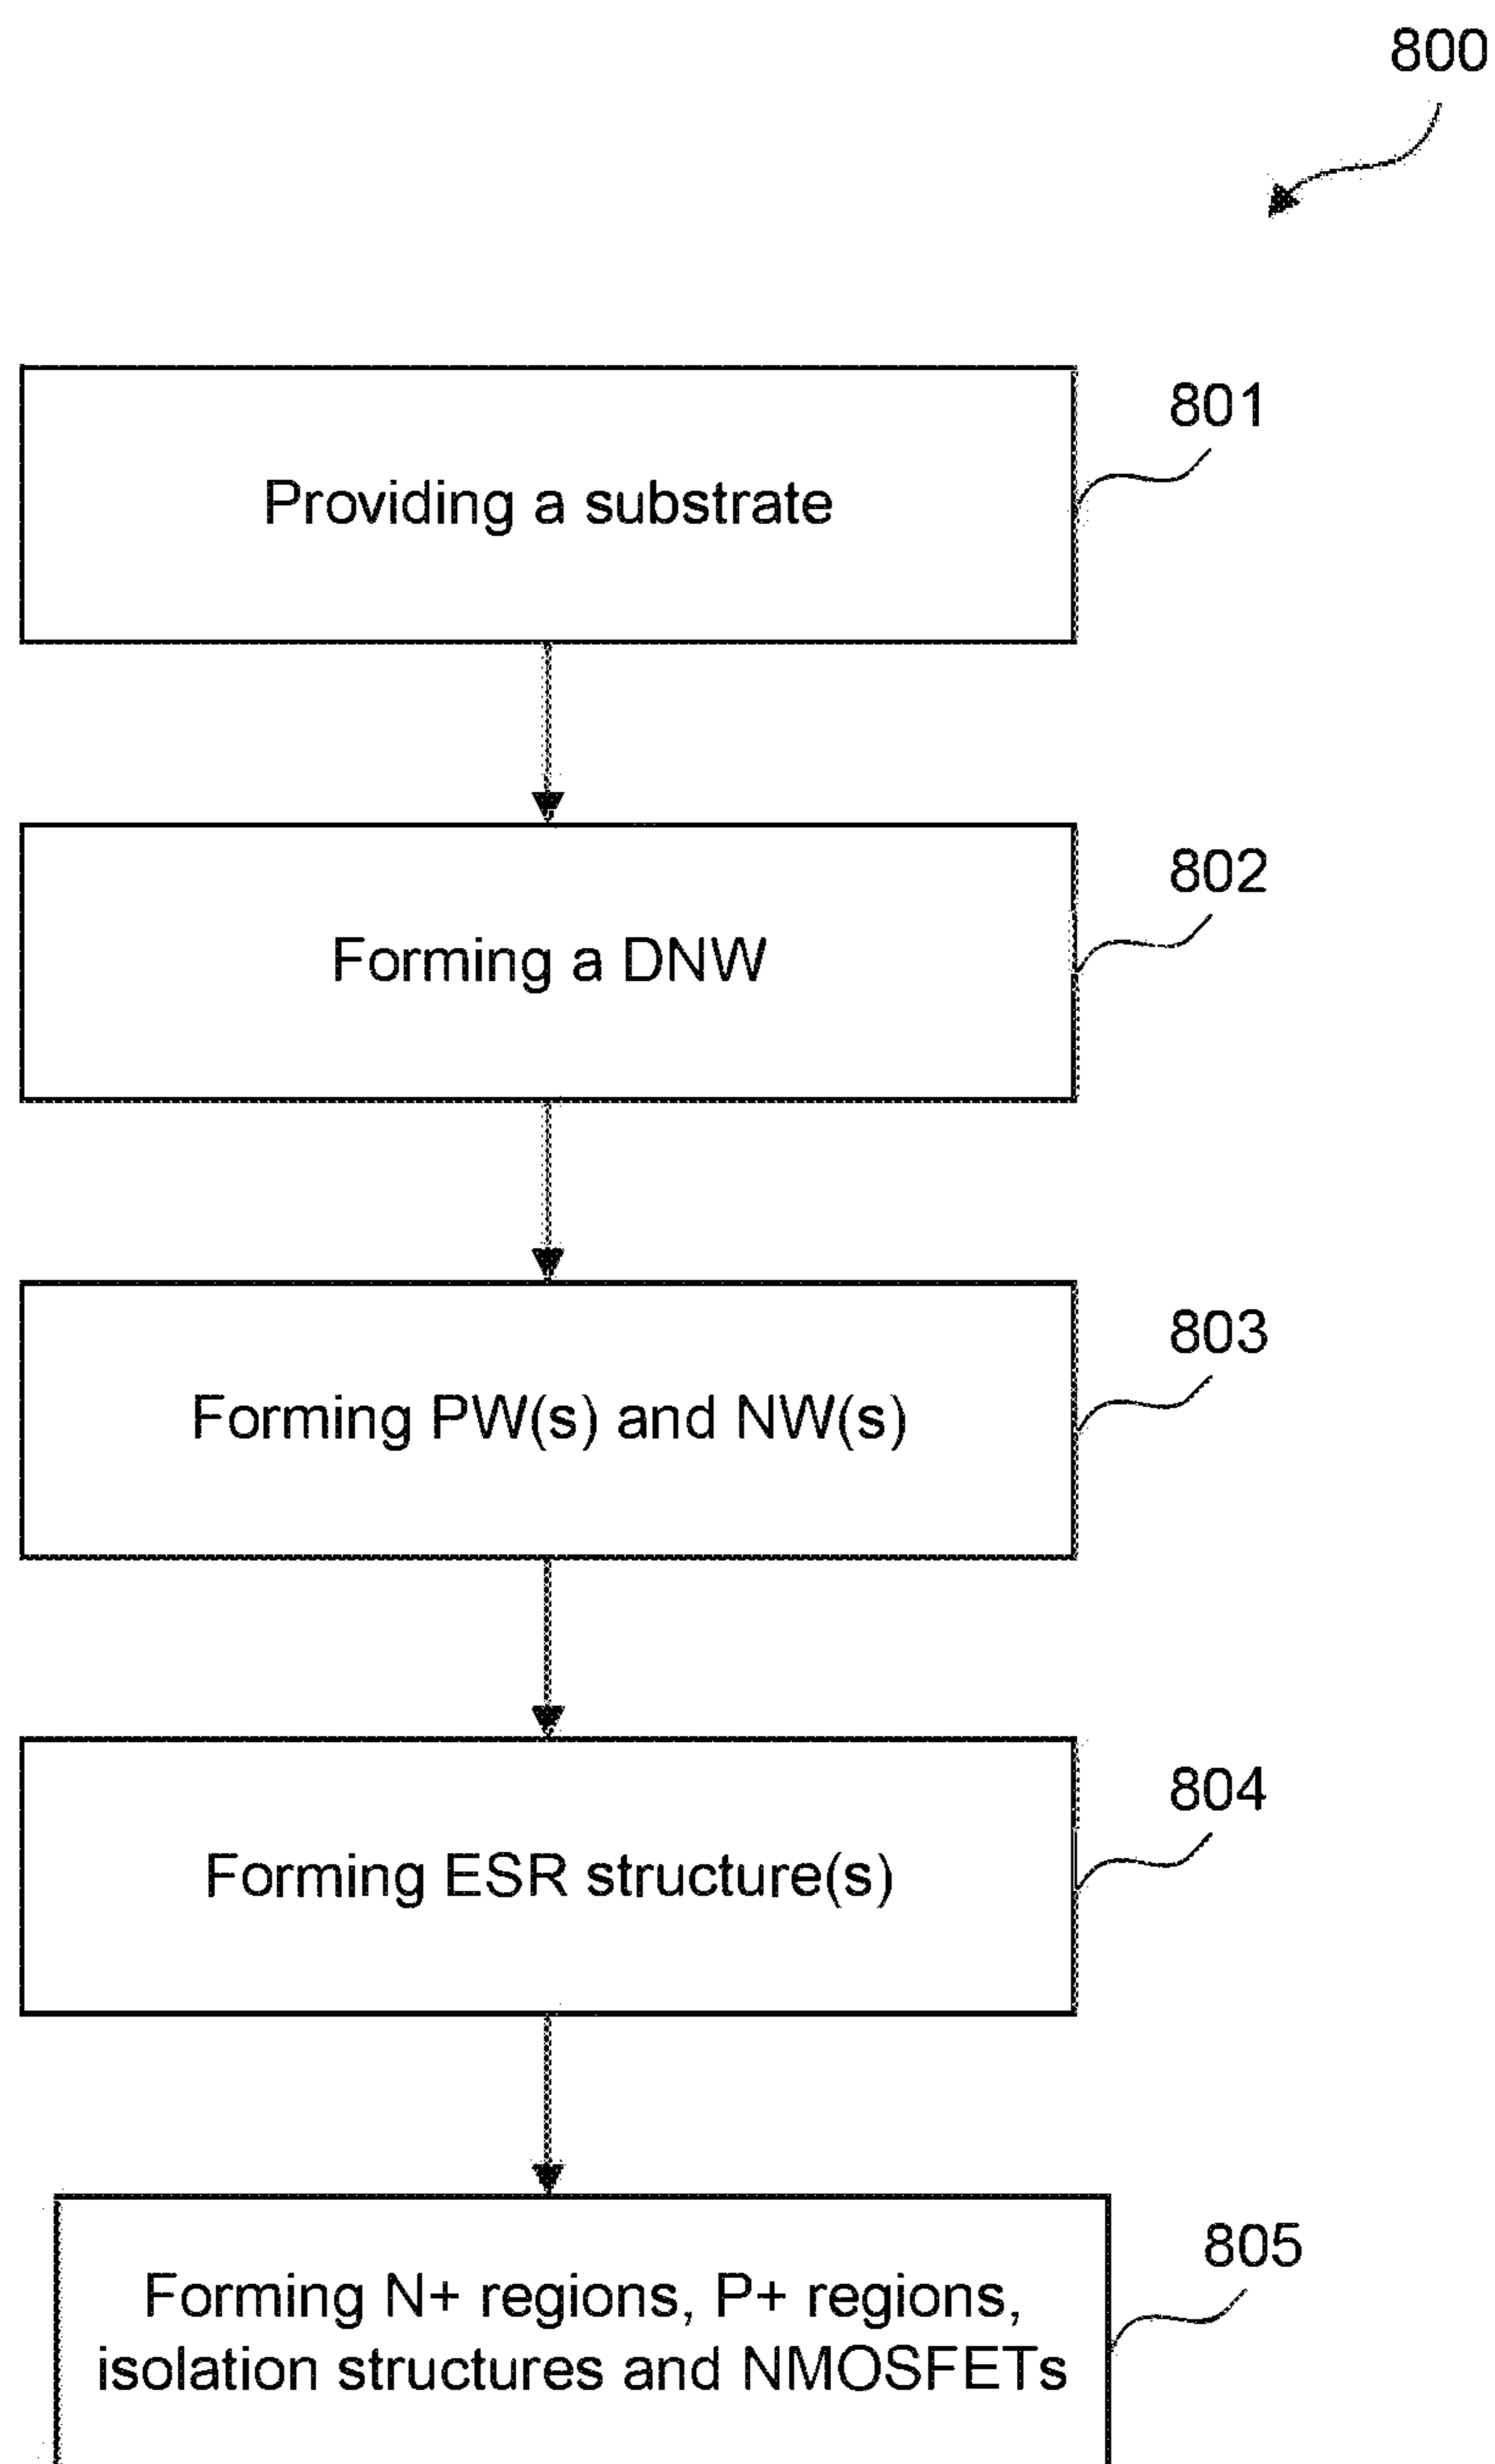 800
Providing a substrate
801
Forming a DNW
802
Forming PW(s) and NW(s)
803
Forming ESR structure(s)
804
Forming N+ regions, P+ regions,
isolation structures and NMOSFETs
805